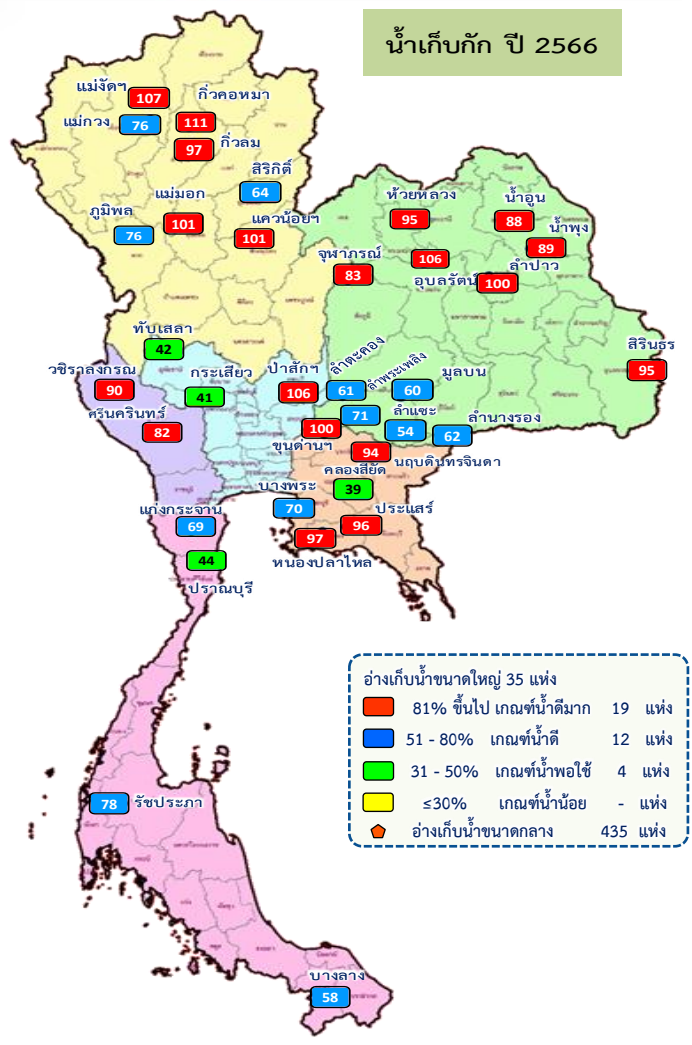 น้ำเก็บกัก ปี 2566
แม่งัดฯ
107
กิ่วคอหมา
111
แม่กวง
76
กิ่วลม
97
สิริกิติ์
64
แม่มอก
101
ภูมิพล
76
แควน้อยฯ
101
ห้วยหลวง
95
น้ำอูน
88
น้ำพุง
89
จุฬาภรณ์
83
106
อุบลรัตน์
ลำปาว
100
สิรินธร
95
ทับเสลา
42
วชิราลงกรณ
90
กระเสียว
41
ป่าสักฯ
106
ลำตะคอง
61
ลำพระเพลิง
71
มูลบน
60
ลำแซะ
54
ลำนางรอง
62
ศรีนครินทร์
82
100
ขุนด่านฯ
94
นฤบดินทรจินดา
คลองสียัด
39
บางพระ
70
ประแสร์
96
97
หนองปลาไหล
แก่งกระจาน
69
44
ปราณบุรี
78 รัชประภา
บางลาง
58
อ่างเก็บน้ำขนาดใหญ่ 35 แห่ง
81% ขึ้นไป เกณฑ์น้ำดีมาก 19 แห่ง
51 - 80% เกณฑ์น้ำดี 12 แห่ง
31 - 50% เกณฑ์น้ำพอใช้ 4 แห่ง
≤30% เกณฑ์น้ำน้อย - แห่ง
อ่างเก็บน้ำขนาดกลาง 435 แห่ง